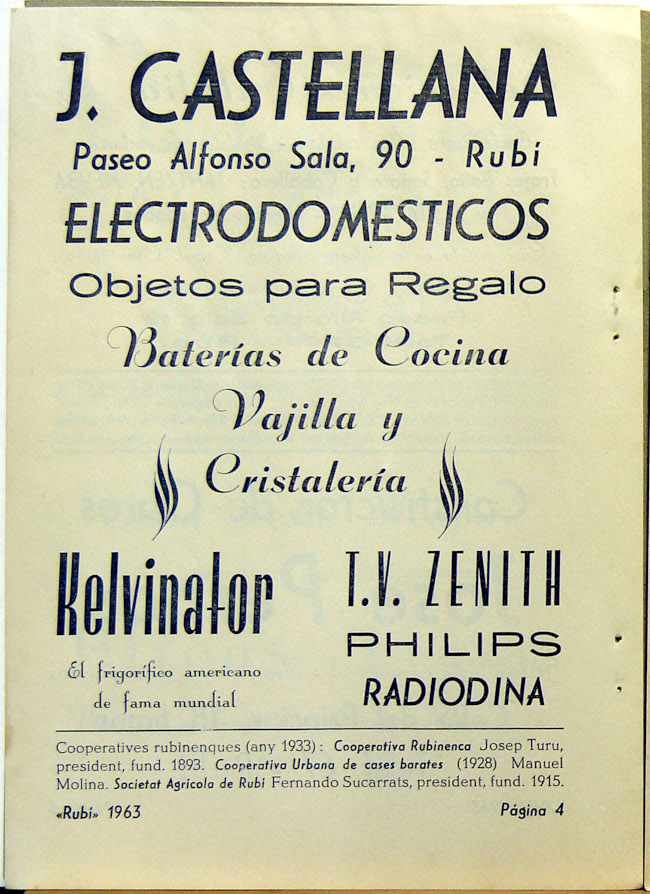 J. CASTELLANA
Paseo Alfonso Sala, 90 - Rubí
ELECTRODOMESTICOS
Objetos para Regalo
Baterías de Cocina
Vajilla y
Cristalería
Kelvinator
El frigorífico americano
de fama mundial
T.V. ZENITH
PHILIPS
RADIODINA
Cooperatives rubinenques (any 1933): Cooperativa Rubinenca Josep Turu,
president, fund. 1893. Cooperativa Urbana de cases barates (1928) Manuel
Molina. Societat Agrícola de Rubí Fernando Sucarrats, president, fund. 1915.
«Rubí» 1963 Página 4